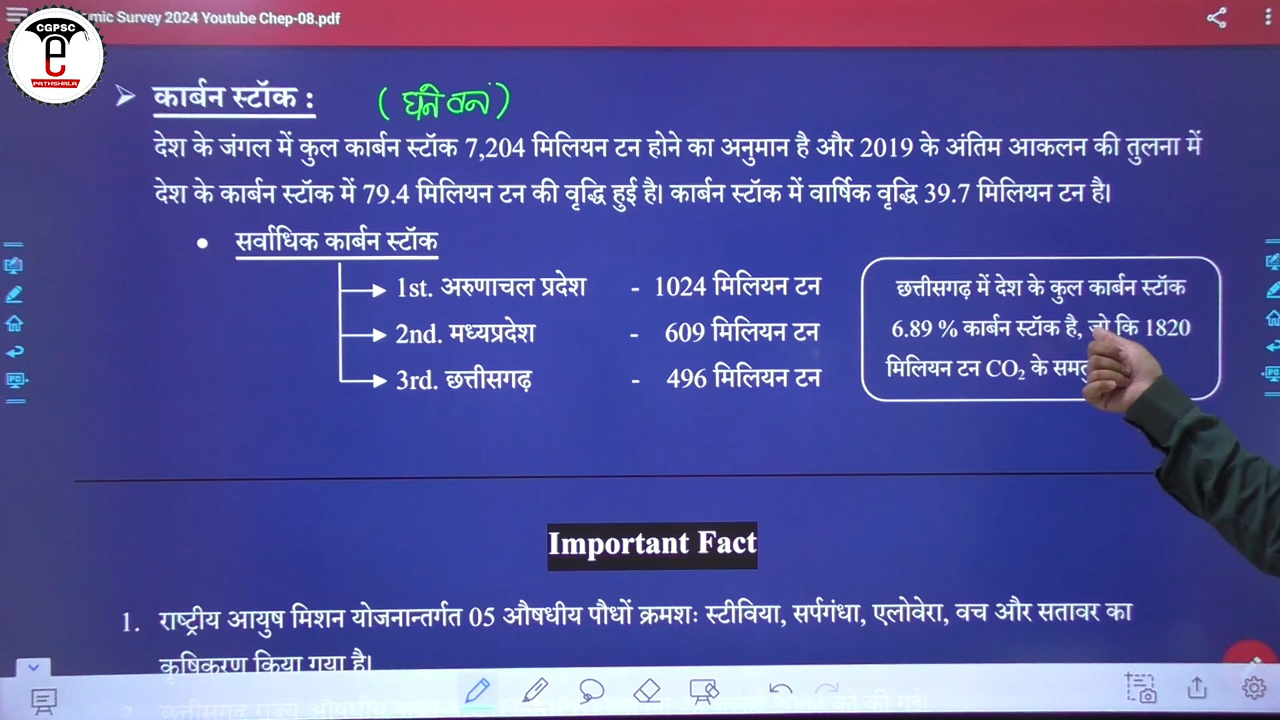 mic Survey 2024 Youtube Chep-08.pdf
CGPSC
e
PATHSHALA
➤ कार्बन स्टॉक : (घने वन)
देश के जंगल में कुल कार्बन स्टॉक 7,204 मिलियन टन होने का अनुमान है और 2019 के अंतिम आकलन की तुलना में
देश के कार्बन स्टॉक में 79.4 मिलियन टन की वृद्धि हुई है। कार्बन स्टॉक में वार्षिक वृद्धि 39.7 मिलियन टन है।
• सर्वाधिक कार्बन स्टॉक
1st. अरुणाचल प्रदेश - 1024 मिलियन टन
2nd. मध्यप्रदेश - 609 मिलियन टन
3rd. छत्तीसगढ़ - 496 मिलियन टन
छत्तीसगढ़ में देश के कुल कार्बन स्टॉक
6.89 % कार्बन स्टॉक है, जो कि 1820
मिलियन टन CO₂ के
Important Fact
1. राष्ट्रीय आयुष मिशन योजनान्तर्गत 05 औषधीय पौधों क्रमशः स्टीविया, सर्पगंधा, एलोवेरा, वच और सतावर का
कृषिकरण किया गया है।